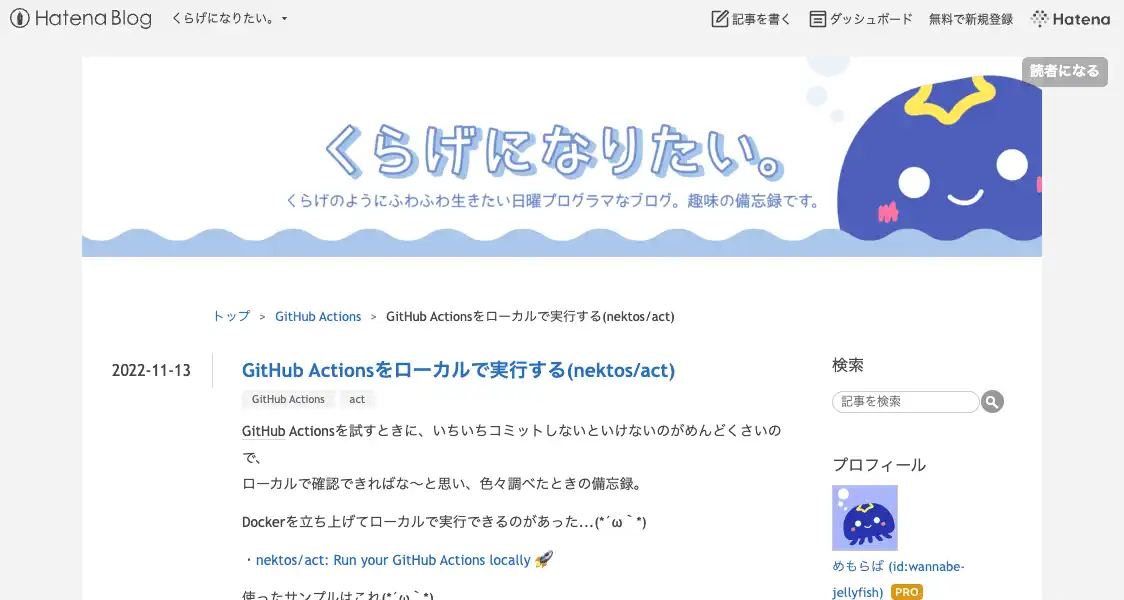 Hatena Blog くらげになりたい。
記事を書く ダッシュボード 無料で新規登録 Hatena
読者になる
くらげになりたい。
くらげのようにふわふわ生きたい日曜プログラマなブログ。趣味の備忘録です。
トップ > GitHub Actions > GitHub Actionsをローカルで実行する(nektos/act)
2022-11-13
GitHub Actionsをローカルで実行する(nektos/act)
GitHub Actions act
GitHub Actionsを試すときに、いちいちコミットしないといけないのがめんどくさいの
で、
ローカルで確認できればな〜と思い、色々調べたときの備忘録。
Dockerを立ち上げてローカルで実行できるのがあった...(*´ω｀*)
・nektos/act: Run your GitHub Actions locally 🚀
使ったサンプルはこれ(*´ω｀*)
検索
記事を検索
プロフィール
めもらば (id:wannabe-
jellyfish) PRO